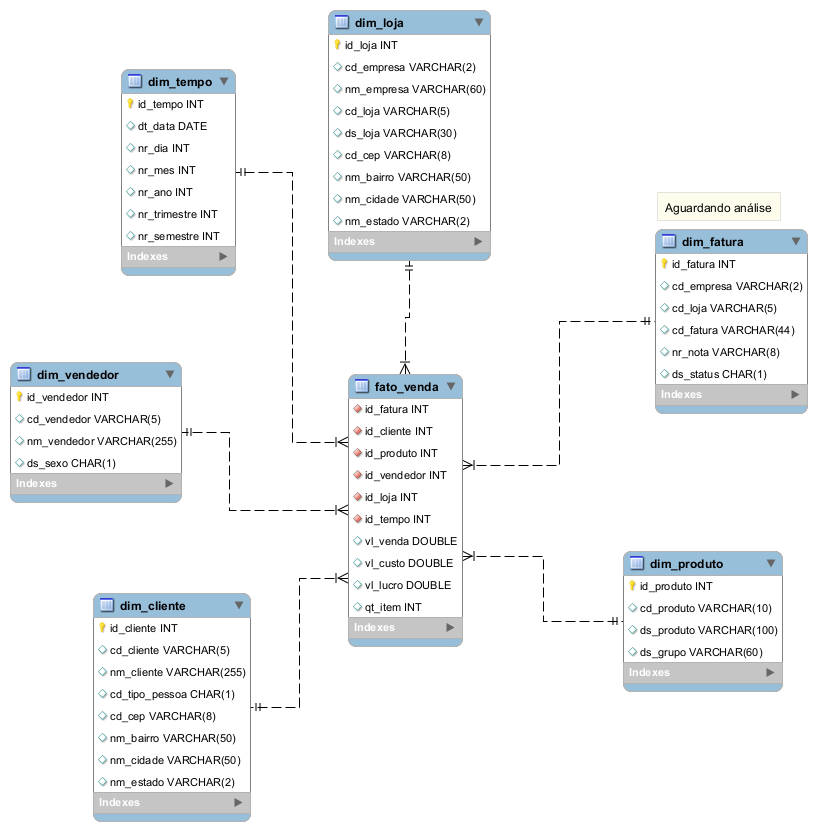 dim_loja
id_loja INT
cd_empresa VARCHAR(2)
nm_empresa VARCHAR(60)
cd_loja VARCHAR(5)
ds_loja VARCHAR(30)
cd_cep VARCHAR(8)
nm_bairro VARCHAR(50)
nm_cidade VARCHAR(50)
nm_estado VARCHAR(2)
Indexes
dim_tempo
id_tempo INT
dt_data DATE
nr_dia INT
nr_mes INT
nr_ano INT
nr_trimestre INT
nr_semestre INT
Indexes
Aguardando análise
dim_fatura
id_fatura INT
cd_empresa VARCHAR(2)
cd_loja VARCHAR(5)
cd_fatura VARCHAR(44)
nr_nota VARCHAR(8)
ds_status CHAR(1)
Indexes
dim_vendedor
id_vendedor INT
cd_vendedor VARCHAR(5)
nm_vendedor VARCHAR(255)
ds_sexo CHAR(1)
Indexes
fato_venda
id_fatura INT
id_cliente INT
id_produto INT
id_vendedor INT
id_loja INT
id_tempo INT
vl_venda DOUBLE
vl_custo DOUBLE
vl_lucro DOUBLE
qt_item INT
Indexes
dim_produto
id_produto INT
cd_produto VARCHAR(10)
ds_produto VARCHAR(100)
ds_grupo VARCHAR(60)
Indexes
dim_cliente
id_cliente INT
cd_cliente VARCHAR(5)
nm_cliente VARCHAR(255)
cd_tipo_pessoa CHAR(1)
cd_cep VARCHAR(8)
nm_bairro VARCHAR(50)
nm_cidade VARCHAR(50)
nm_estado VARCHAR(2)
Indexes